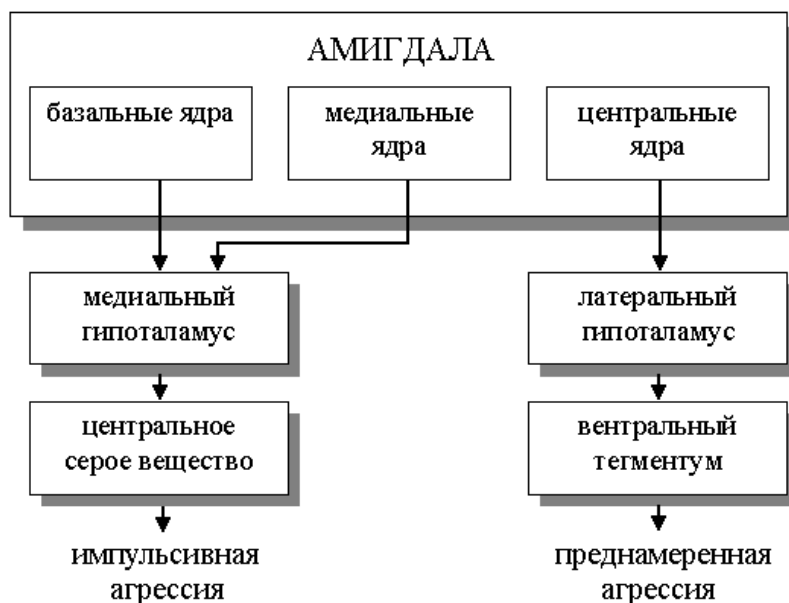 АМИГДАЛА
базальные ядра
медиальные
ядра
центральные
ядра
медиальный
гипоталамус
латеральный
гипоталамус
центральное
серое вещество
вентральный
тегментум
импульсивная
агрессия
преднамеренная
агрессия